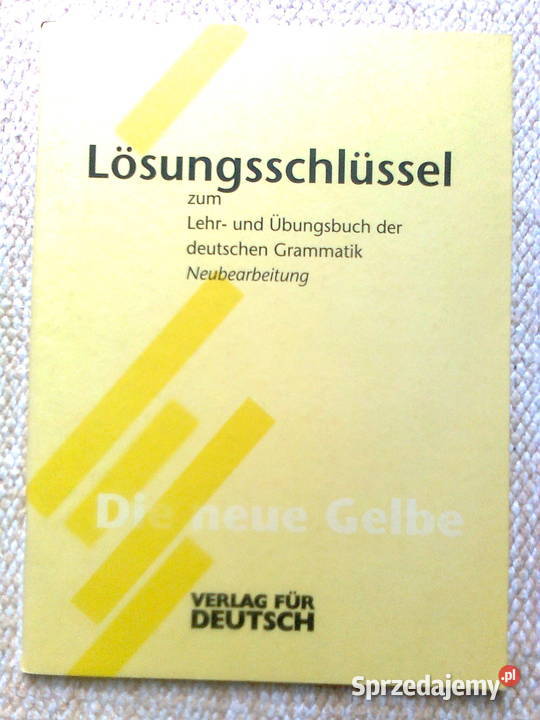 Lösungsschlüssel
zum
Lehr- und Übungsbuch der
deutschen Grammatik
Neubearbeitung
Die neue Gelbe
VERLAG FÜR
DEUTSCH
Sprzedajemy.pl